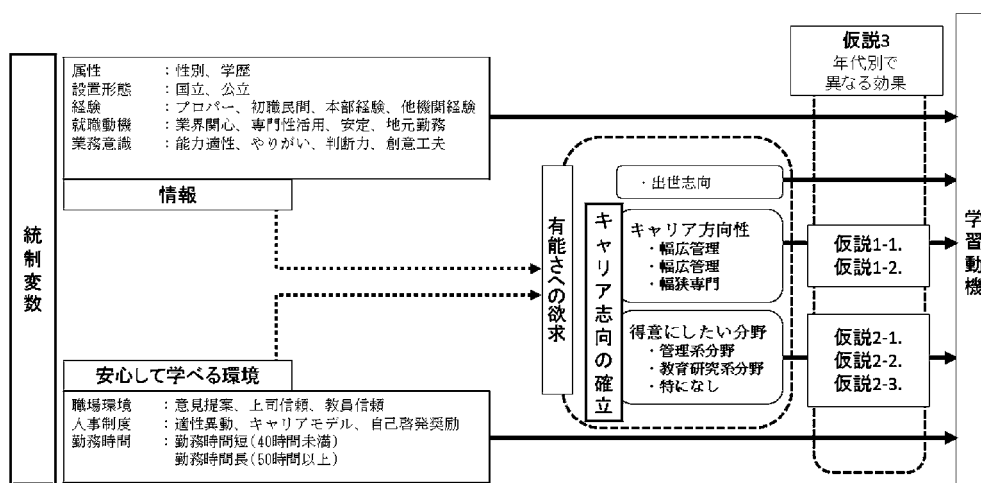 統制変数
属性　：性別、学歴
設置形態　：国立、公立
経験　：プロパー、初職民間、本部経験、他機関経験
就職動機　：業界関心、専門性活用、安定、地元勤務
業務意識　：能力適性、やりがい、判断力、創意工夫
情報
安心して学べる環境
職場環境　：意見提案、上司信頼、教員信頼
人事制度　：適性異動、キャリアモデル、自己啓発奨励
勤務時間　：勤務時間短(40時間未満)
勤務時間長(50時間以上)
有能さへの欲求
キャリア志向の確立
・出世志向
キャリア方向性
・幅広管理
・幅広管理
・幅狭専門
得意にしたい分野
・管理系分野
・教育研究系分野
・特になし
仮説3
年代別で
異なる効果
仮説1-1.
仮説1-2.
仮説2-1.
仮説2-2.
仮説2-3.
学習動機